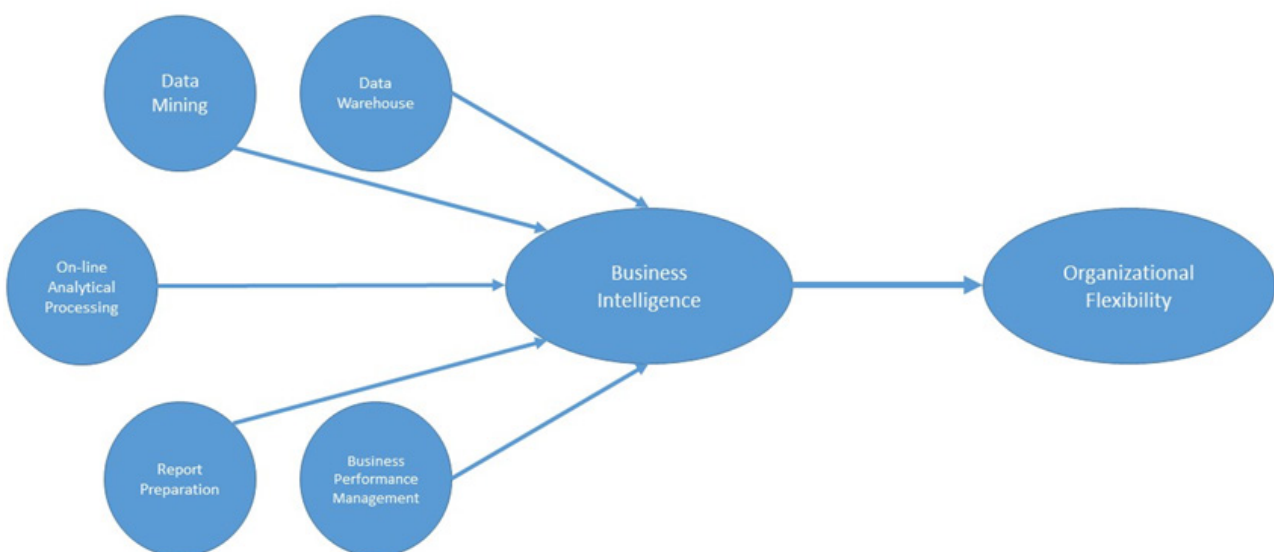 Data
Mining
Data
Warehouse
On-line
Analytical
Processing
Business
Intelligence
Organizational
Flexibility
Report
Preparation
Business
Performance
Management